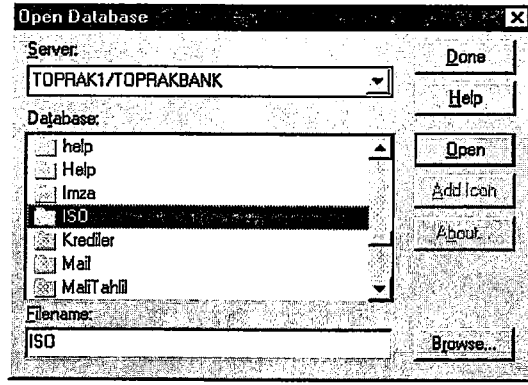 Open Database
Server:
TOPRAK1/TOPRAKBANK
Database:
help
Help
Imza
ISO
Krediler
Mail
MaliTahlil
Filename:
ISO
Done
Help
Open
Add Icon
About...
Browse...